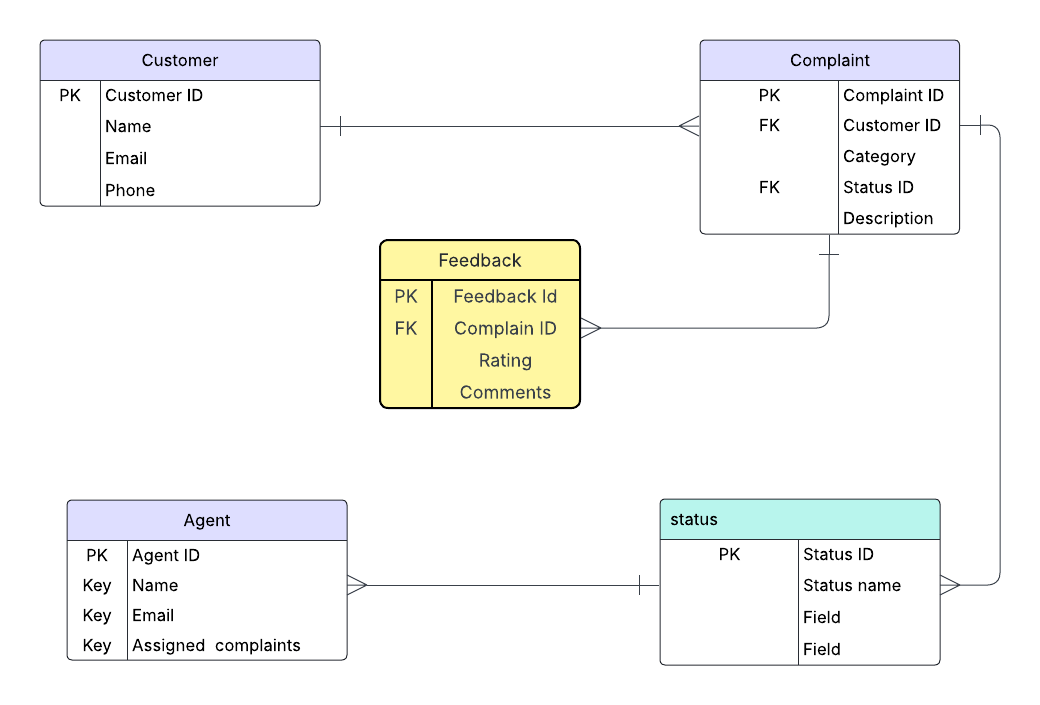 Customer
PK Customer ID
Name
Email
Phone
Complaint
PK Complaint ID
FK Customer ID
Category
FK Status ID
Description
Feedback
PK Feedback Id
FK Complain ID
Rating
Comments
Agent
PK Agent ID
Key Name
Key Email
Key Assigned complaints
status
PK Status ID
Status name
Field
Field